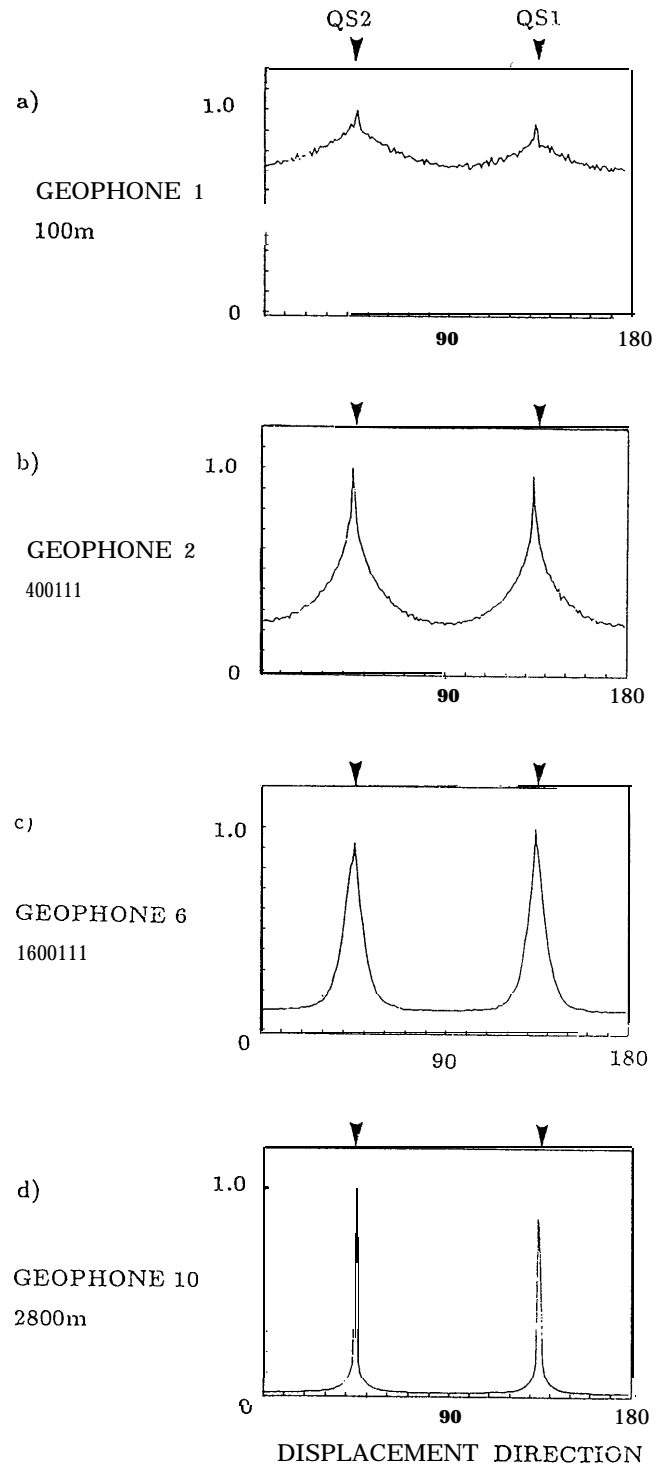 QS2 QS1
a)
1.0
GEOPHONE 1
100m
0
90 180
b)
1.0
GEOPHONE 2
400111
0
90 180
c)
1.0
GEOPHONE 6
1600111
0
90 180
d)
1.0
GEOPHONE 10
2800m
0
90 180
DISPLACEMENT DIRECTION